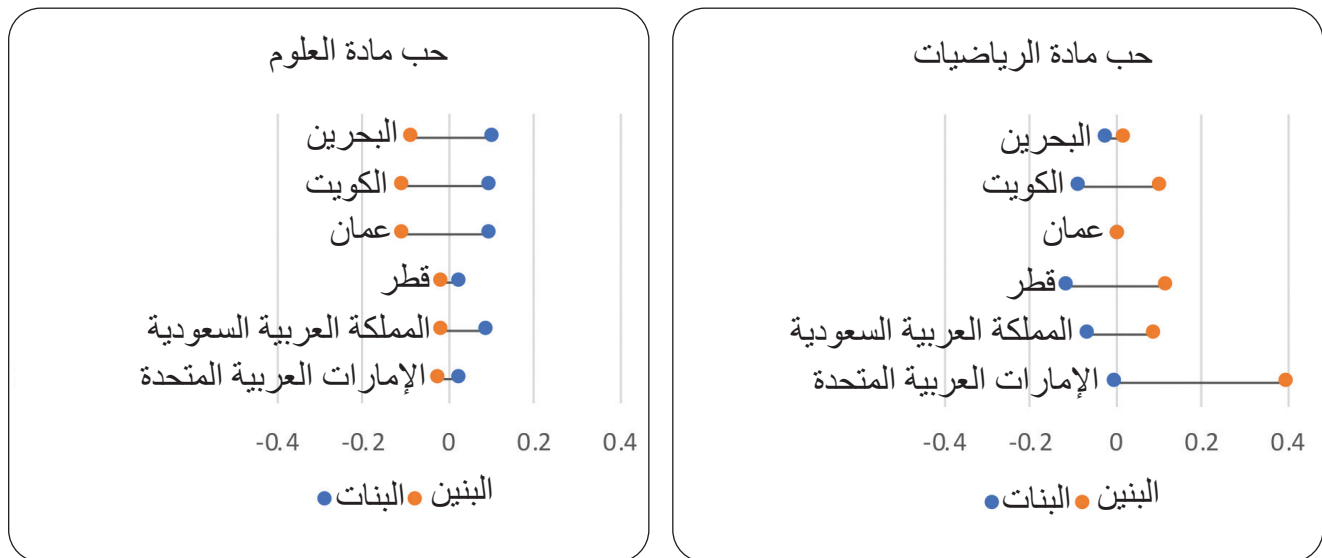 حب مادة الرياضيات
البحرين
الكويت
عمان
قطر
المملكة العربية السعودية
الإمارات العربية المتحدة
-0.4 -0.2 0 0.2 0.4
البنات البنين
حب مادة العلوم
البحرين
الكويت
عمان
قطر
المملكة العربية السعودية
الإمارات العربية المتحدة
-0.4 -0.2 0 0.2 0.4
البنات البنين